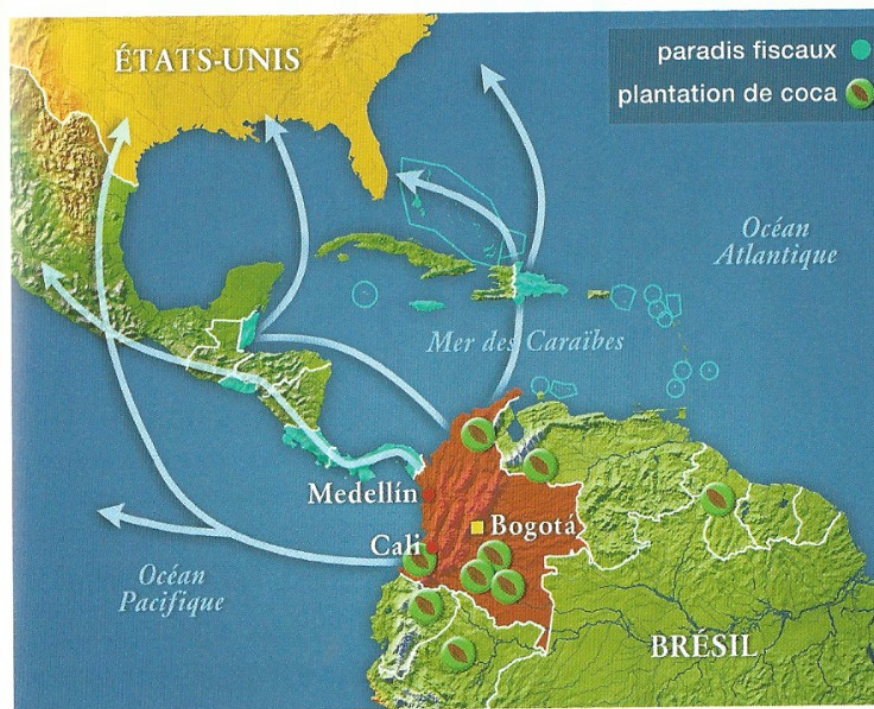 ÉTATS-UNIS
paradis fiscaux
plantation de coca
Océan
Atlantique
Mer des Caraïbes
Medellín
Bogotá
Cali
Océan
Pacifique
BRÉSIL